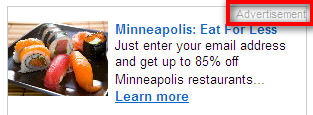 Advertisement
Minneapolis: Eat For Less
Just enter your email address
and get up to 85% off
Minneapolis restaurants...
Learn more